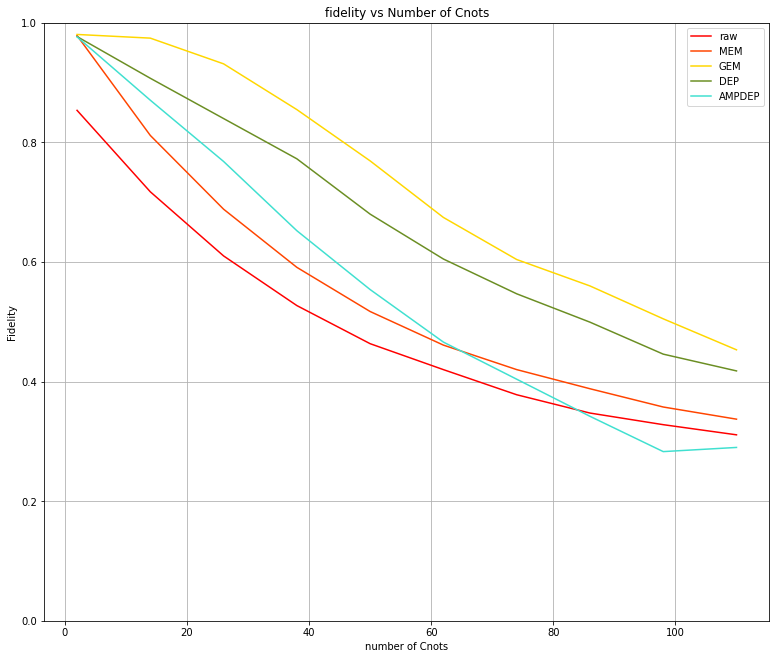 fidelity vs Number of Cnots
raw
MEM
GEM
DEP
AMPDEP
Fidelity
1.0
0.8
0.6
0.4
0.2
0.0
0 20 40 60 80 100
number of Cnots